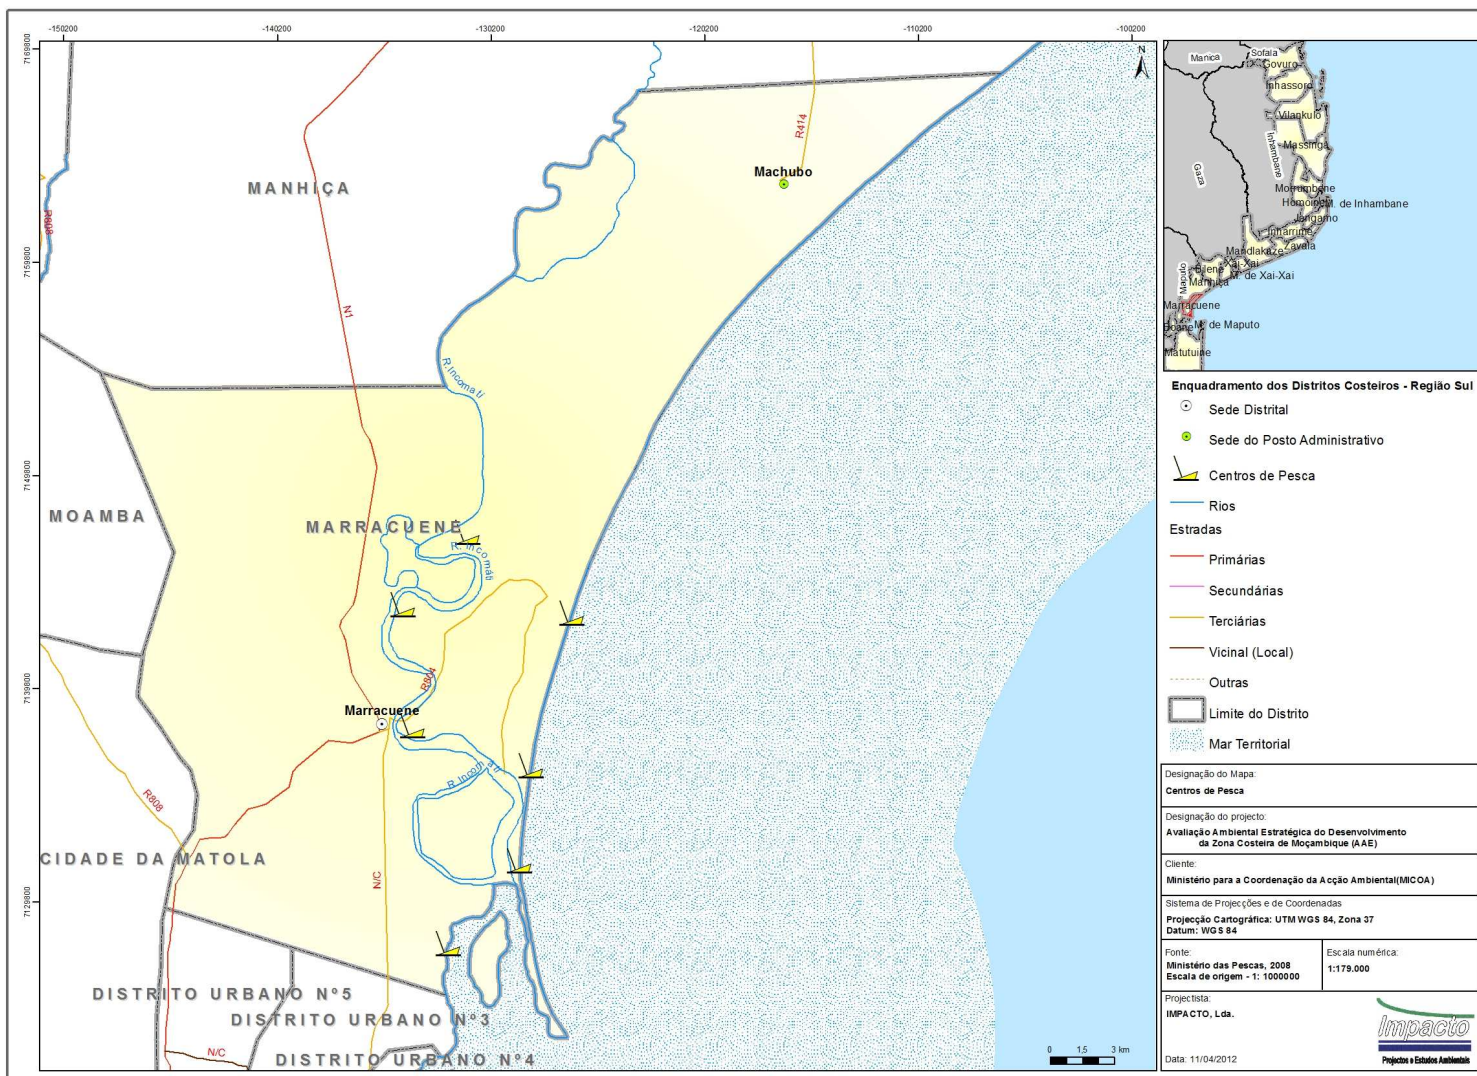 -150200
-140200
-130200
-120200
-110200
-100200
7169800
7159800
7149800
7139800
7129800
N
R414
Machubo
MANHIÇA
R808
N1
R.Incomati
MOAMBA
MARRACUENE
R. Incomáti
R804
Marracuene
R.Incomati
R808
CIDADE DA MATOLA
N/C
DISTRITO URBANO Nº5
DISTRITO URBANO Nº3
DISTRITO URBANO Nº4
N/C
0 1,5 3 km
Manica
Sofala
Govuro
Inhassoro
Vilankulo
Inhambane
Massinga
Gaza
Morrumbene
Homoine
M. de Inhambane
Jangamo
Inharrime
Zavala
Mandlakaze
Xai-Xai
Bilene
M. de Xai-Xai
Maputo
Manhiça
Marracuene
M. de Maputo
Boane
Matutuine
Enquadramento dos Distritos Costeiros - Região Sul
Sede Distrital
Sede do Posto Administrativo
Centros de Pesca
Rios
Estradas
Primárias
Secundárias
Terciárias
Vicinal (Local)
Outras
Limite do Distrito
Mar Territorial
Designação do Mapa:
Centros de Pesca
Designação do projecto:
Avaliação Ambiental Estratégica do Desenvolvimento
da Zona Costeira de Moçambique (AAE)
Cliente:
Ministério para a Coordenação da Acção Ambiental(MICOA)
Sistema de Projecções e de Coordenadas
Projecção Cartográfica: UTM WGS 84, Zona 37
Datum: WGS 84
Fonte:
Ministério das Pescas, 2008
Escala de origem - 1: 1000000
Escala numérica:
1:179.000
Projectista:
IMPACTO, Lda.
Data: 11/04/2012
Impacto
Projectos e Estudos Ambientais